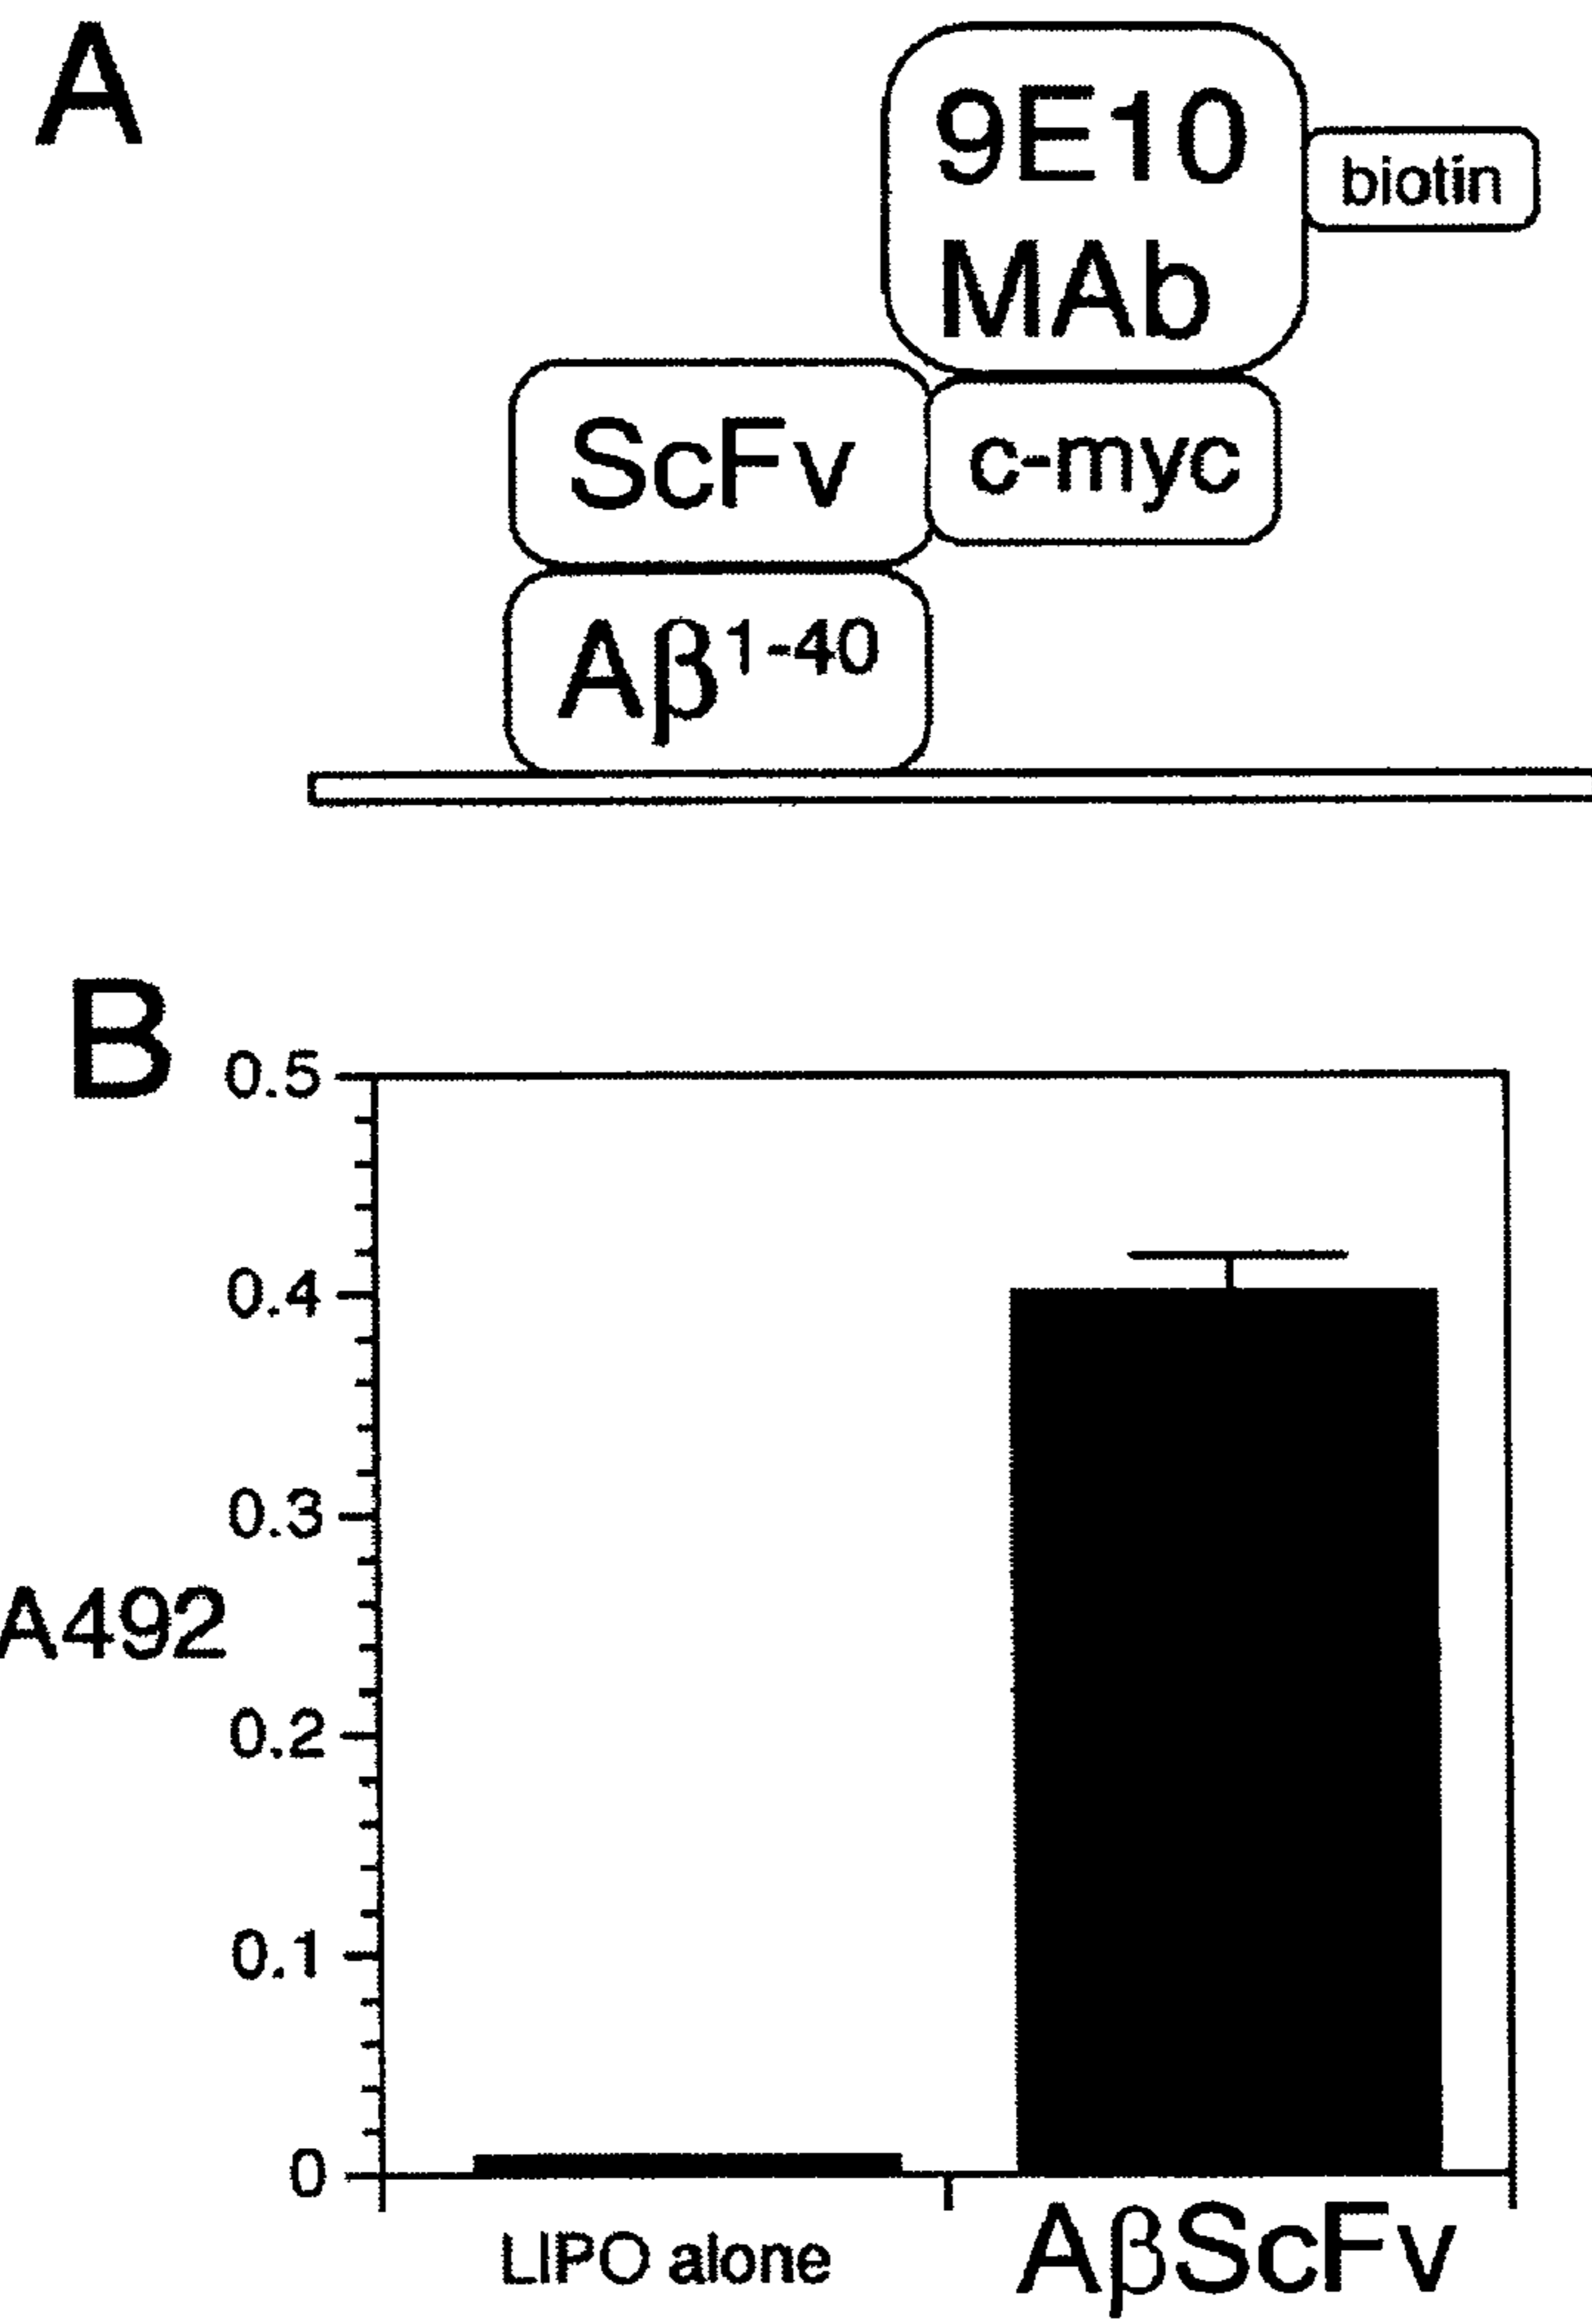 A
9E10
MAb
biotin
ScFv
c-myc
Aβ1-40
B
0.5
0.4
0.3
A492
0.2
0.1
0
LIPO alone
AβScFv